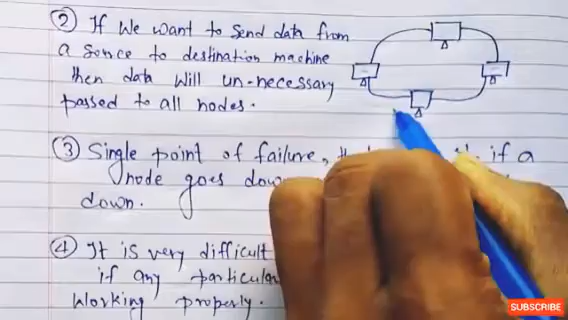 ② If We want to Send data from
a source to destination machine
then data Will un-necessary
passed to all nodes.
③ Single point of failure, if a
node goes down
down.
④ It is very difficult
if any particular
Working properly.
SUBSCRIBE